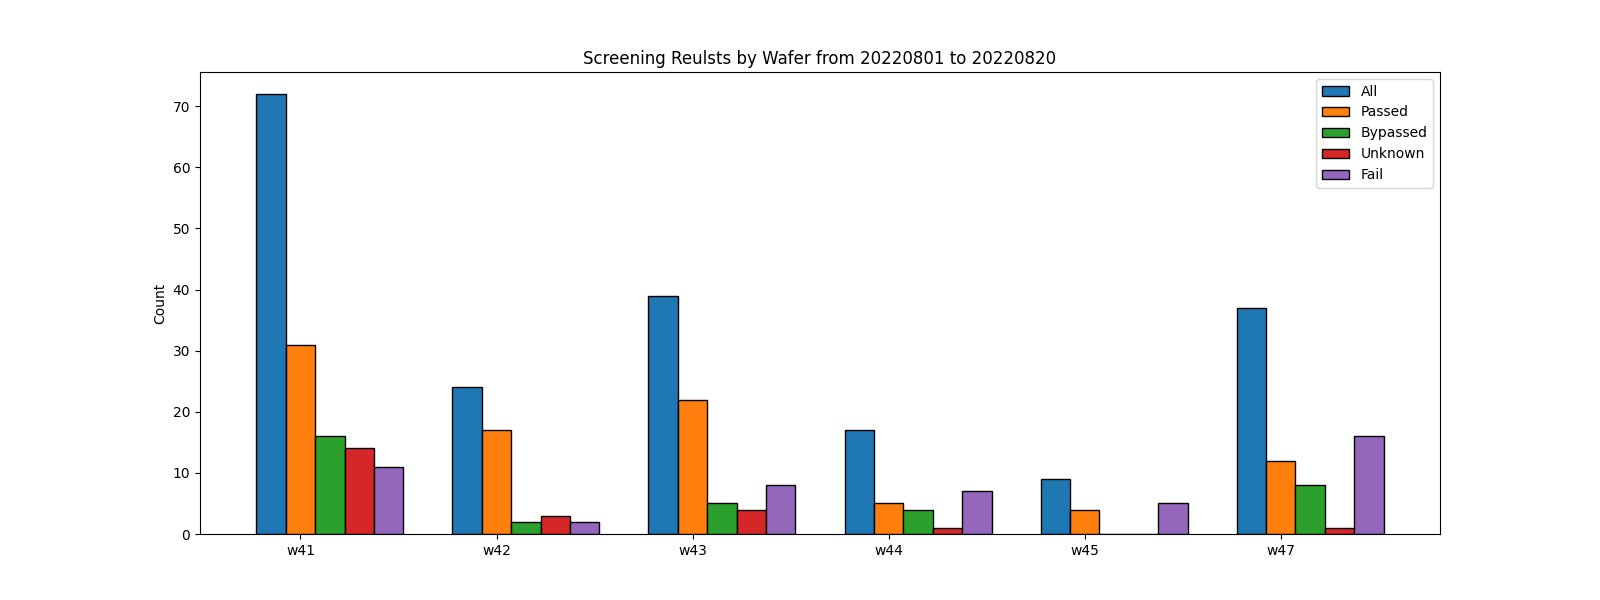 Screening Reulsts by Wafer from 20220801 to 20220820
All
Passed
Bypassed
Unknown
Fail
Count
70
60
50
40
30
20
10
0
w41
w42
w43
w44
w45
w47